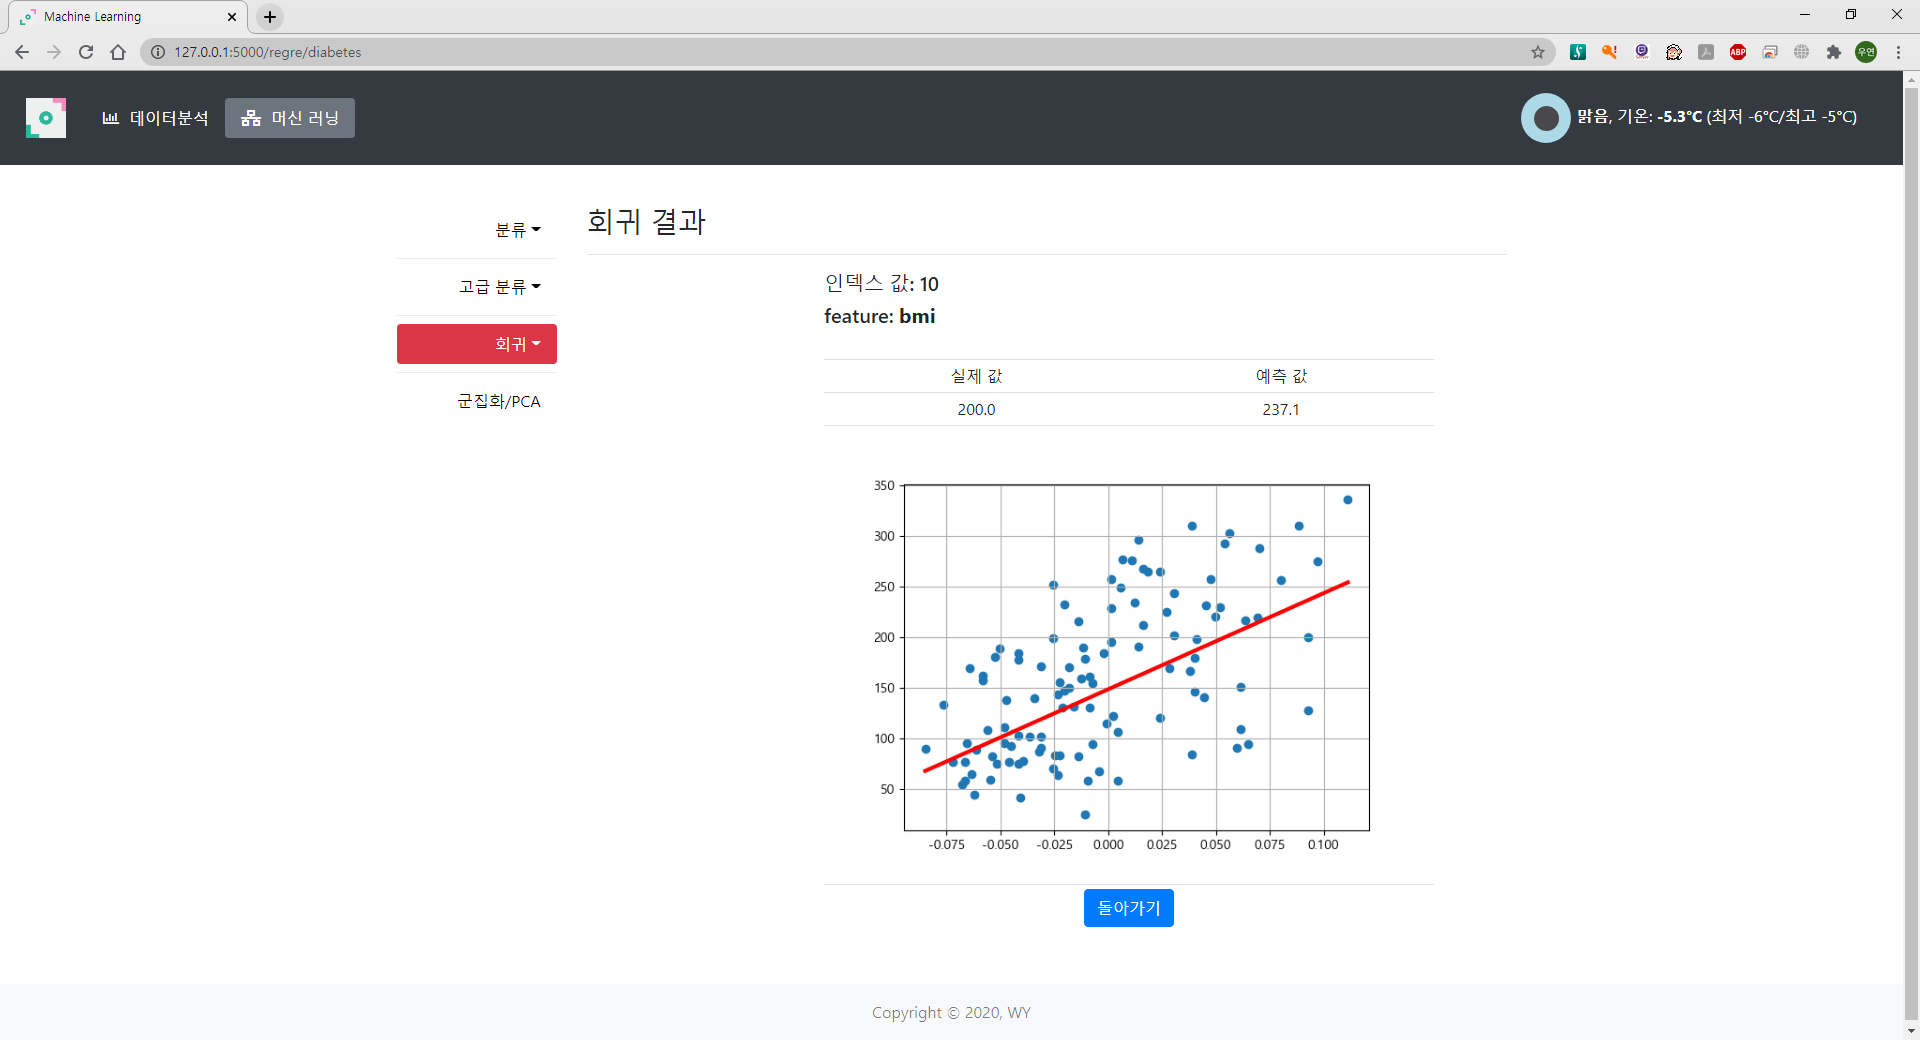 Machine Learning
127.0.0.1:5000/regre/diabetes
ABP
우연
데이터분석
머신 러닝
맑음, 기온: -5.3℃ (최저 -6℃/최고 -5℃)
분류
고급 분류
회귀
군집화/PCA
회귀 결과
인덱스 값: 10
feature: bmi
실제 값 예측 값
200.0 237.1
350
300
250
200
150
100
50
-0.075 -0.050 -0.025 0.000 0.025 0.050 0.075 0.100
돌아가기
Copyright © 2020, WY